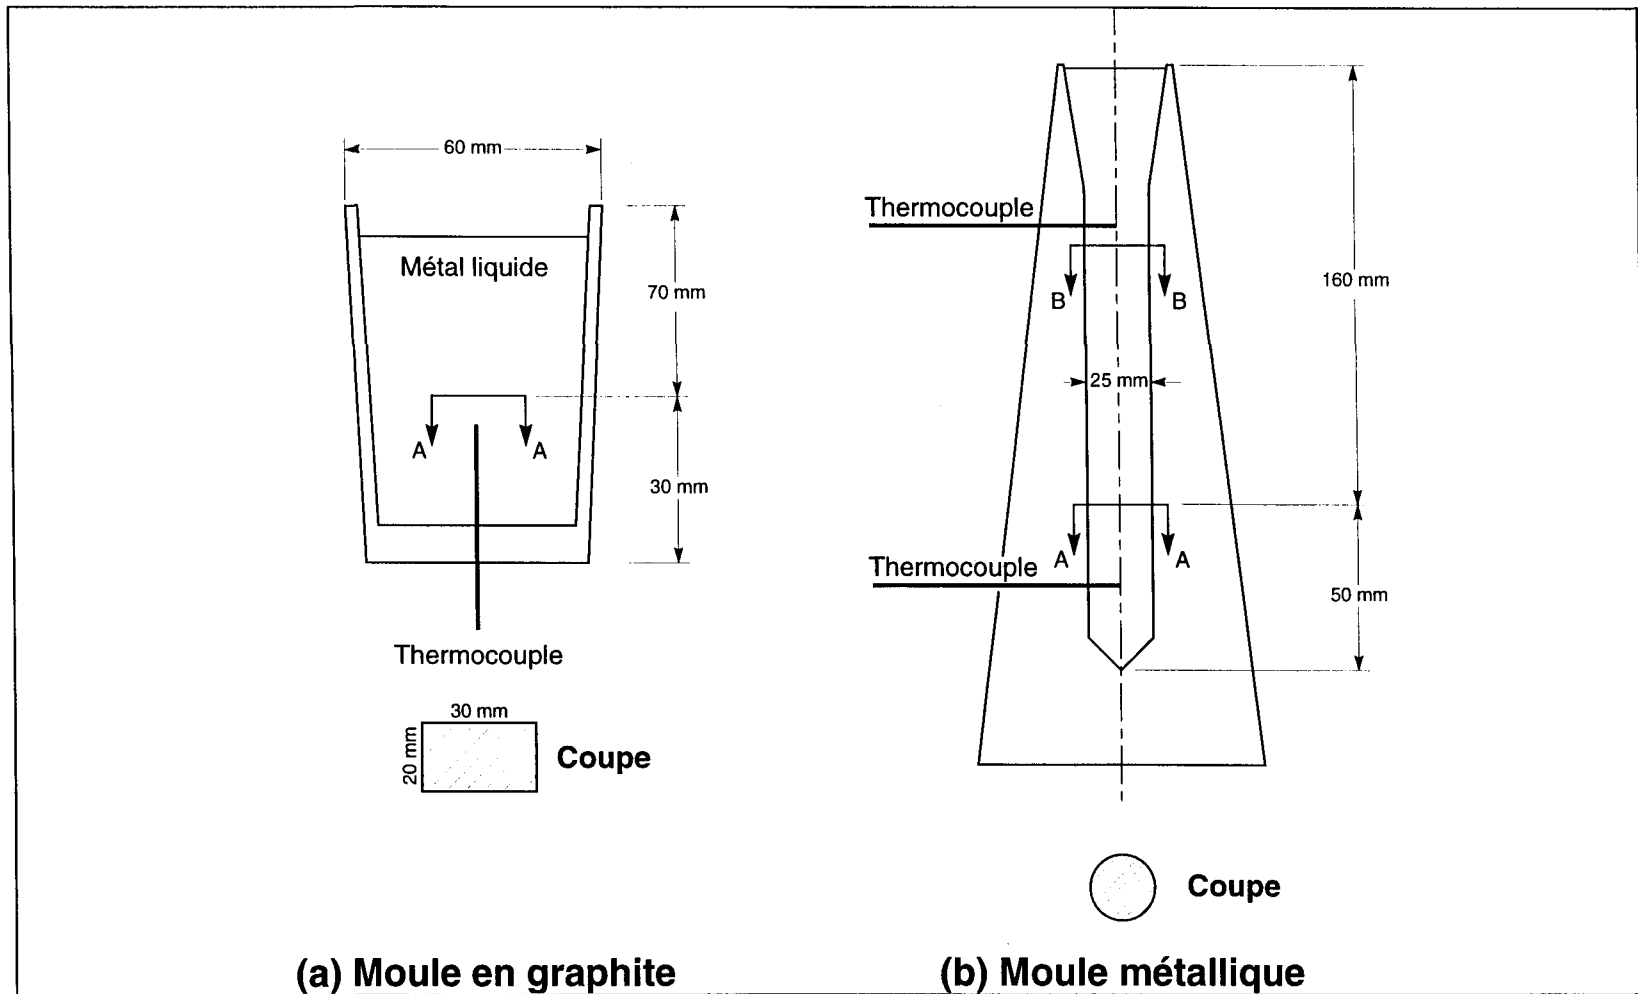 60 mm
Métal liquide
70 mm
A A
30 mm
Thermocouple
30 mm
20 mm
Coupe
(a) Moule en graphite
Thermocouple
B B
160 mm
25 mm
A A
Thermocouple
50 mm
Coupe
(b) Moule métallique